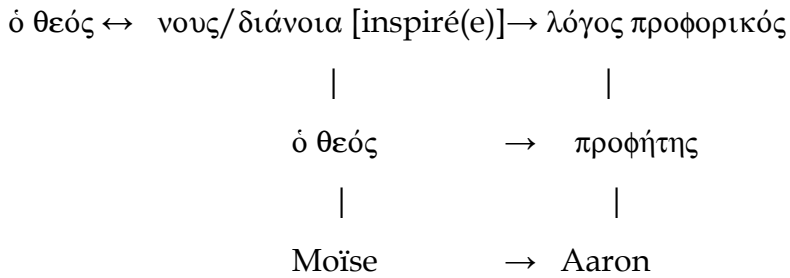 ὁ θεός ↔ νους/διάνοια [inspiré(e)]→ λόγος προφορικός
| |
ὁ θεός → προφήτης
| |
Moïse → Aaron